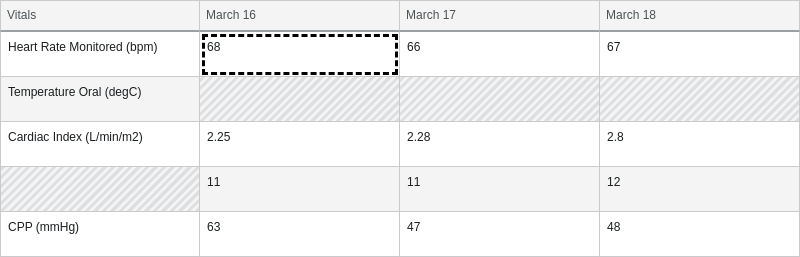 Vitals March 16 March 17 March 18
Heart Rate Monitored (bpm) 68 66 67
Temperature Oral (degC)
Cardiac Index (L/min/m2) 2.25 2.28 2.8
11 11 12
CPP (mmHg) 63 47 48